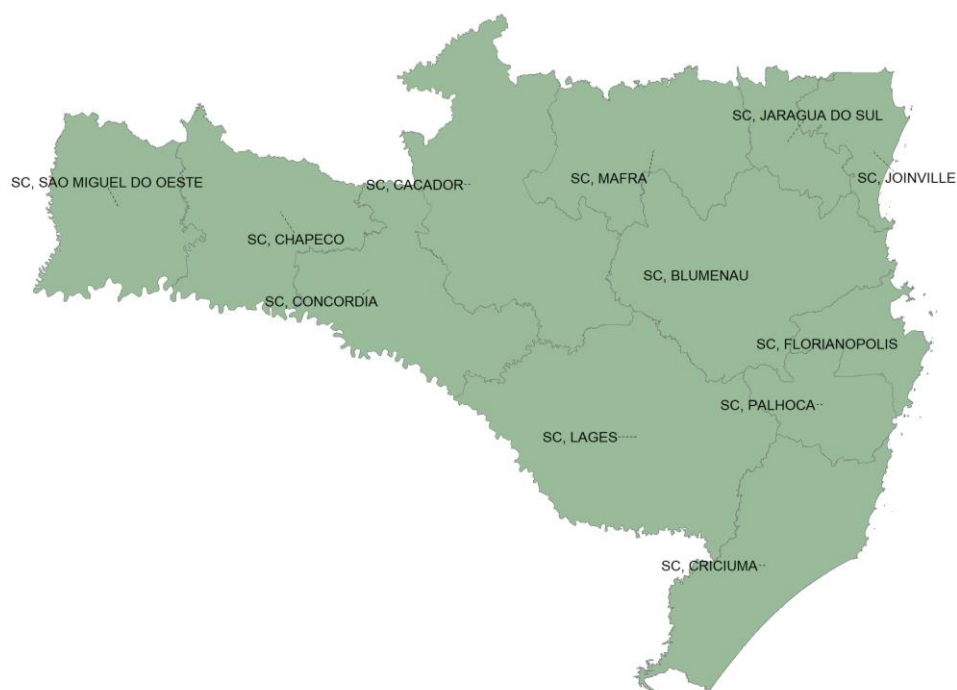 SC, JARAGUA DO SUL
SC, SAO MIGUEL DO OESTE
SC, CACADOR
SC, MAFRA
SC, JOINVILLE
SC, CHAPECO
SC, BLUMENAU
SC, CONCORDIA
SC, FLORIANOPOLIS
SC, PALHOCA
SC, LAGES
SC, CRICIUMA